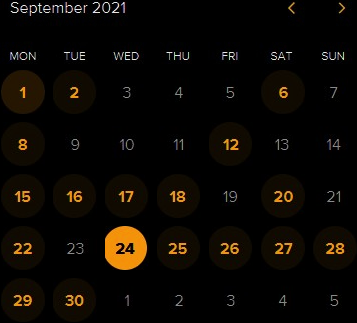 September 2021
MON TUE WED THU FRI SAT SUN
1 2 3 4 5 6 7
8 9 10 11 12 13 14
15 16 17 18 19 20 21
22 23 24 25 26 27 28
29 30 1 2 3 4 5